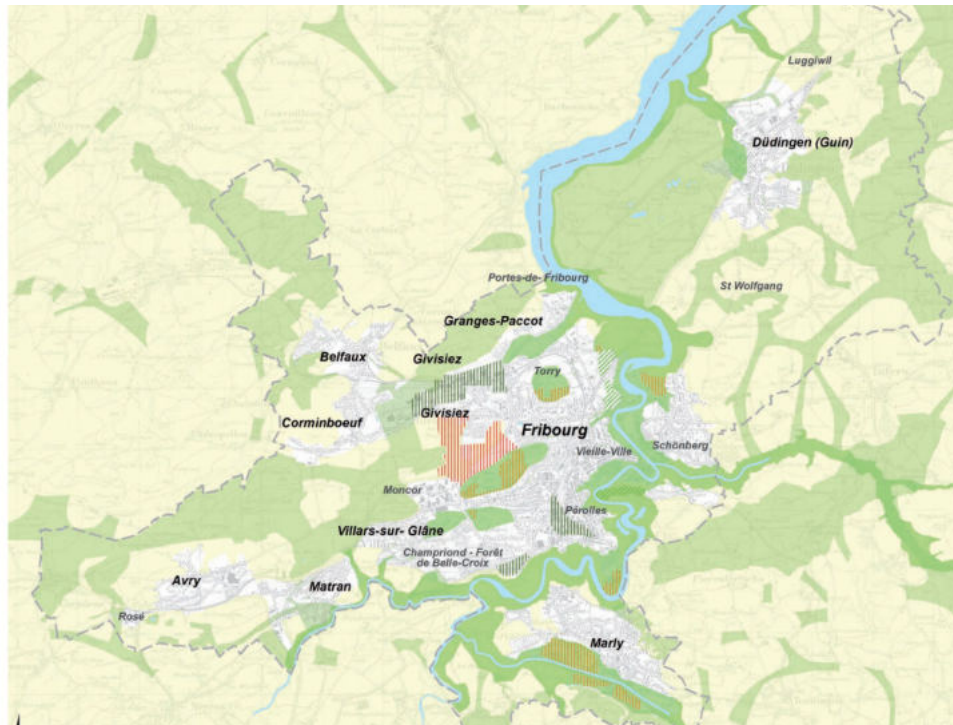 Luggiwil
Düdingen (Guin)
Portes-de- Fribourg
St Wolfgang
Granges-Paccot
Belfaux
Givisiez
Torry
Givisiez
Corminboeuf
Fribourg
Schönberg
Vieille-Ville
Moncor
Pérolles
Villars-sur- Glâne
Champriond - Forêt
de Belle-Croix
Avry
Matran
Rosé
Marly